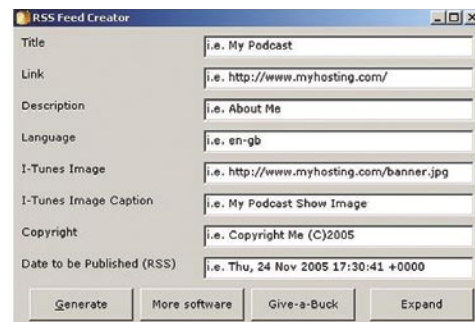 RSS Feed Creator
Title i.e. My Podcast
Link i.e. http://www.myhosting.com/
Description i.e. About Me
Language i.e. en-gb
I-Tunes Image i.e. http://www.myhosting.com/banner.jpg
I-Tunes Image Caption i.e. My Podcast Show Image
Copyright i.e. Copyright Me (C)2005
Date to be Published (RSS) i.e. Thu, 24 Nov 2005 17:30:41 +0000
Generate More software Give-a-Buck Expand